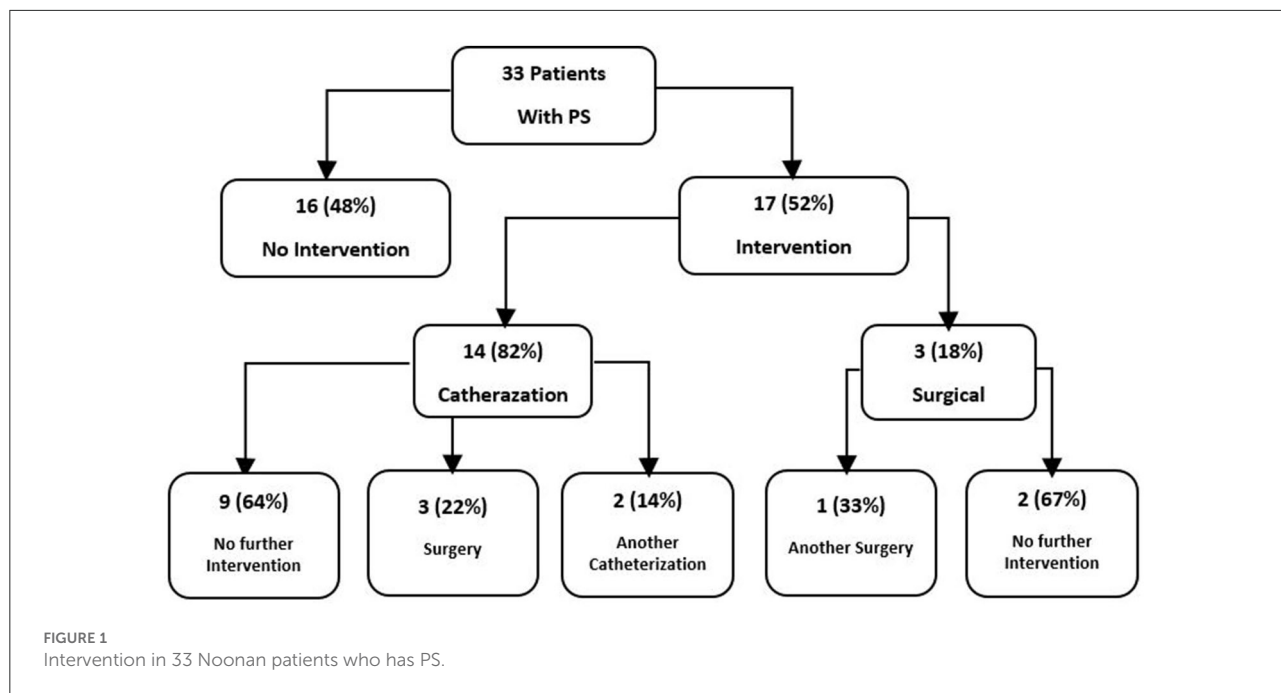 33 Patients
With PS
16 (48%)
No Intervention
17 (52%)
Intervention
14 (82%)
Catherazation
3 (18%)
Surgical
9 (64%)
No further
Intervention
3 (22%)
Surgery
2 (14%)
Another
Catheterization
1 (33%)
Another Surgery
2 (67%)
No further
Intervention
FIGURE 1
Intervention in 33 Noonan patients who has PS.